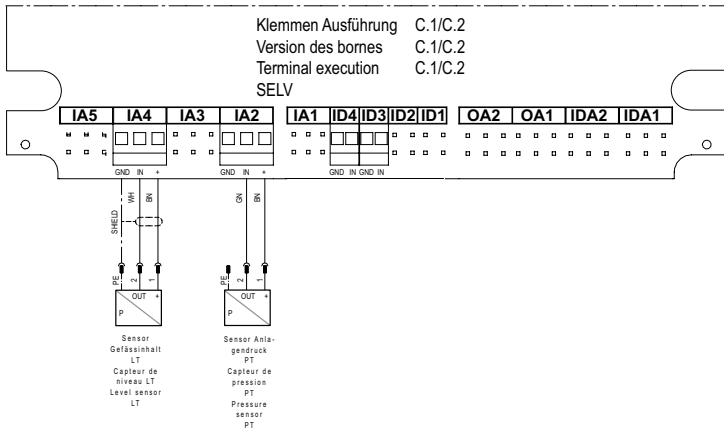 Klemmen Ausführung C.1/C.2
Version des bornes C.1/C.2
Terminal execution C.1/C.2
SELV
IA5 IA4 IA3 IA2 IA1 ID4 ID3 ID2 ID1 OA2 OA1 IDA2 IDA1
GND IN + GND IN + GND IN GND IN
SHIELD WH BN GN BN
PE 2 1 PE 2 1
OUT + OUT +
P P
Sensor
Gefässinhalt
LT
Capteur de
niveau LT
Level sensor
LT
Sensor Anla-
gendruck
PT
Capteur de
pression
PT
Pressure
sensor
PT